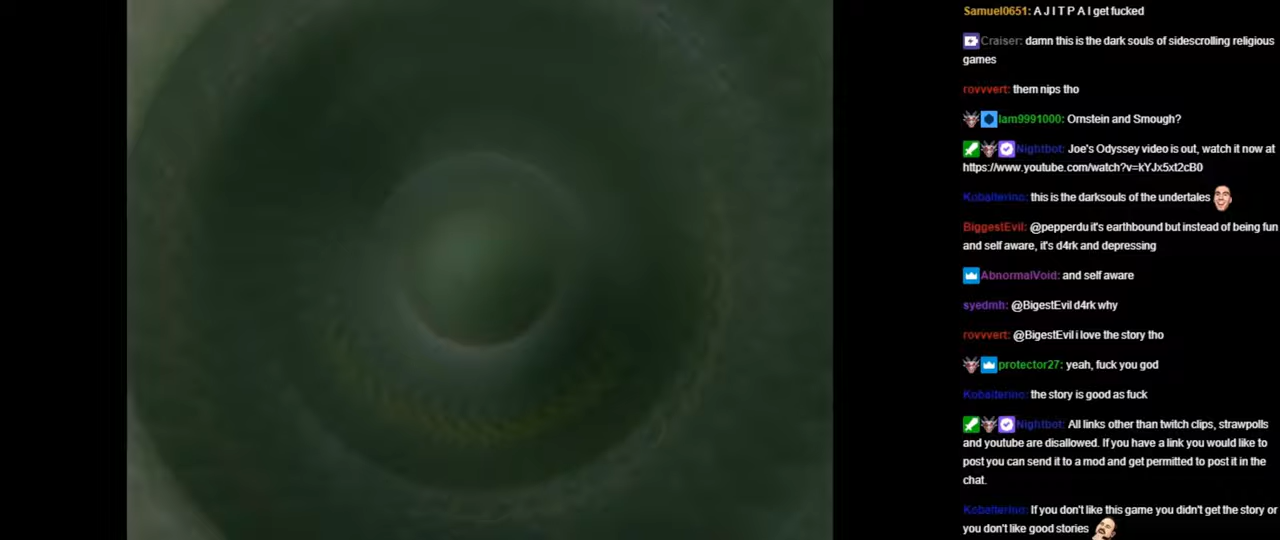 Samuel0651: A J I T P A I get fucked
Craiser: damn this is the dark souls of sidescrolling religious
games
rovvvert: them nips tho
Iam9991000: Ornstein and Smough?
Nightbot: Joe's Odyssey video is out, watch it now at
https://www.youtube.com/watch?v=kYJx5xt2cB0
Kobalterino: this is the darksouls of the undertales
BiggestEvil: @pepperdu it's earthbound but instead of being fun
and self aware, it's d4rk and depressing
AbnormalVoid: and self aware
syedmh: @BigestEvil d4rk why
rovvvert: @BigestEvil i love the story tho
protector27: yeah, fuck you god
Kobalterino: the story is good as fuck
Nightbot: All links other than twitch clips, strawpolls
and youtube are disallowed. If you have a link you would like to
post you can send it to a mod and get permitted to post it in the
chat.
Kobalterino: If you don't like this game you didn't get the story or
you don't like good stories